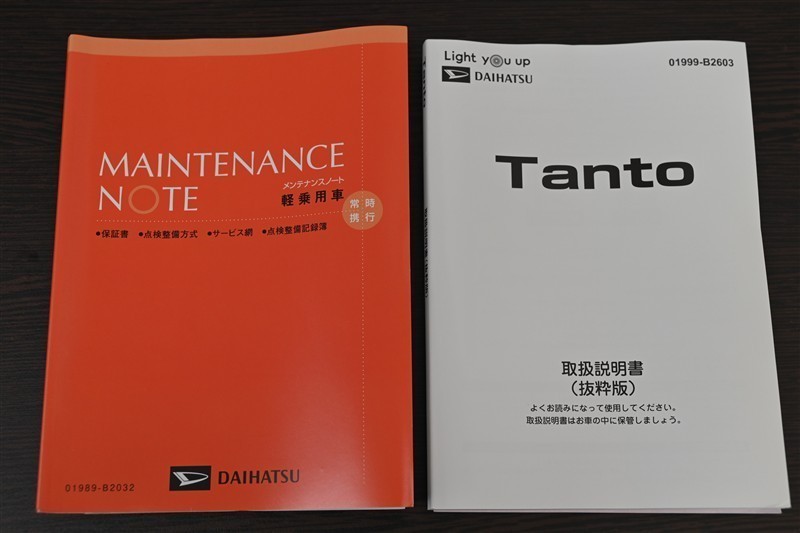 MAINTENANCE
NOTE
メンテナンスノート
軽乗用車
常時
携行
●保証書 ●点検整備方式 ●サービス網 ●点検整備記録簿
01989-B2032
DAIHATSU
Light you up
DAIHATSU
01999-B2603
Tanto
取扱説明書
（抜粋版）
よくお読みになって使用してください。
取扱説明書はお車の中に保管しましょう。